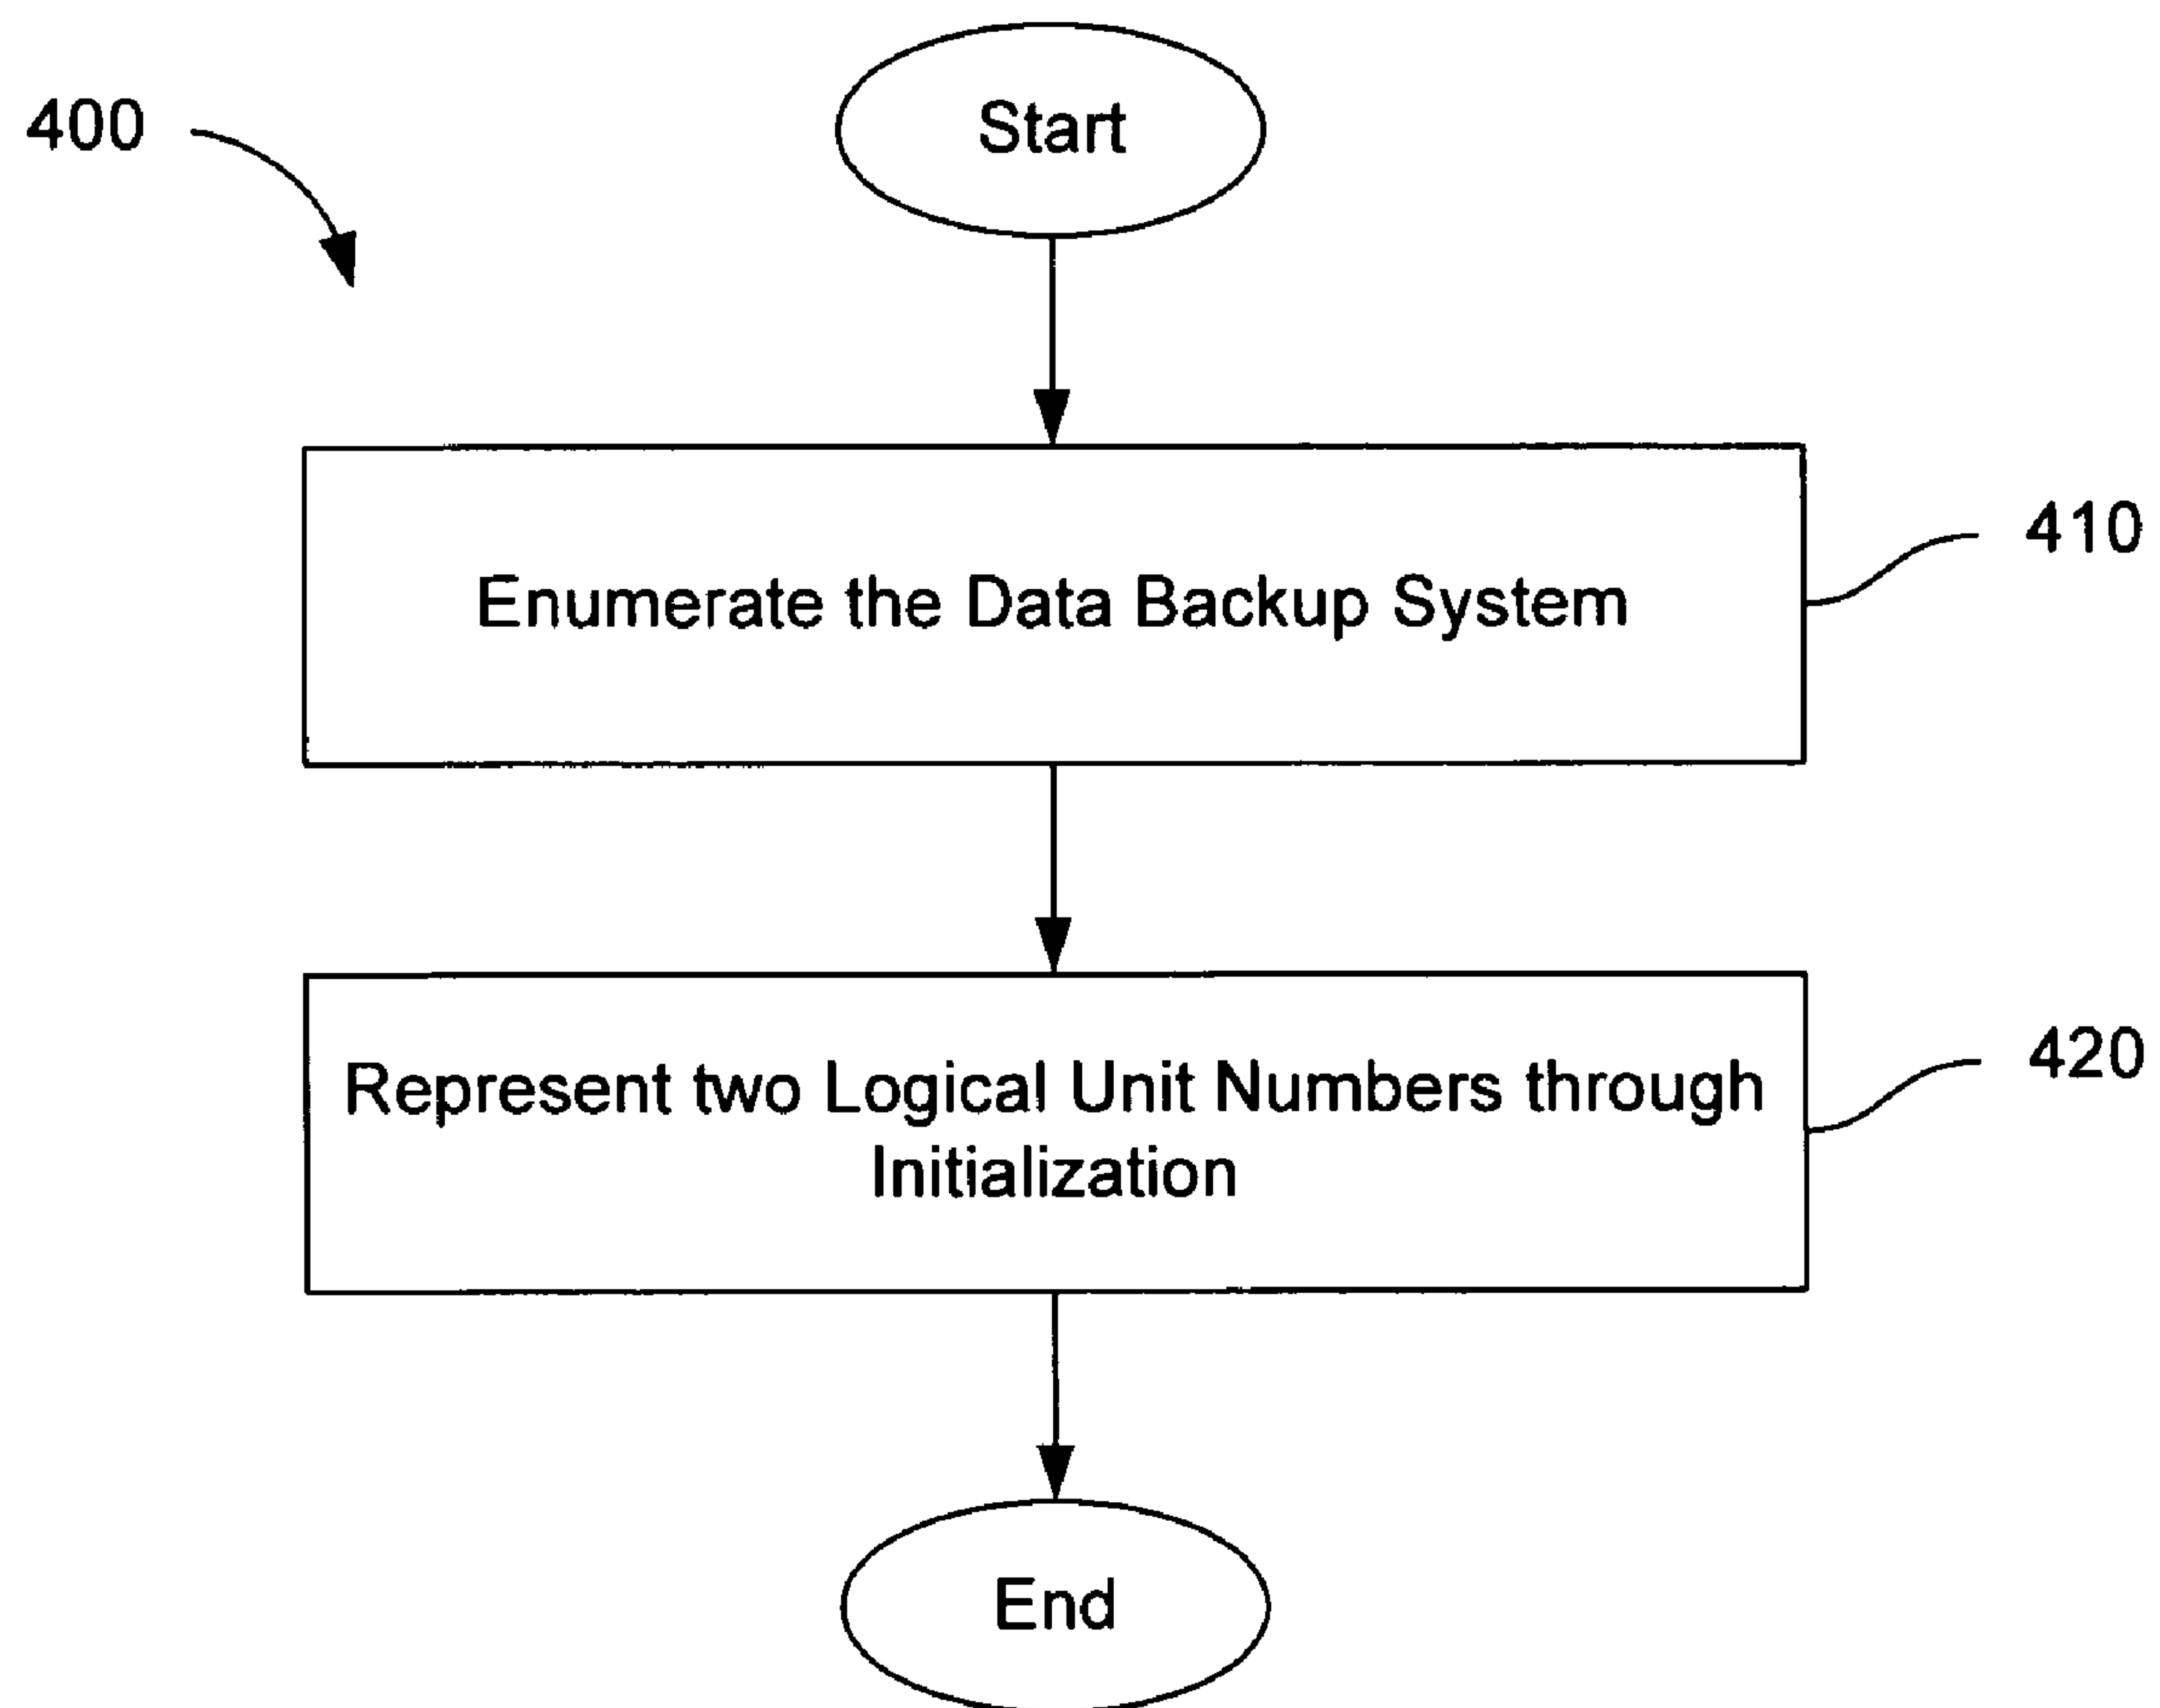 400
Start
Enumerate the Data Backup System
410
Represent two Logical Unit Numbers through
Initialization
420
End